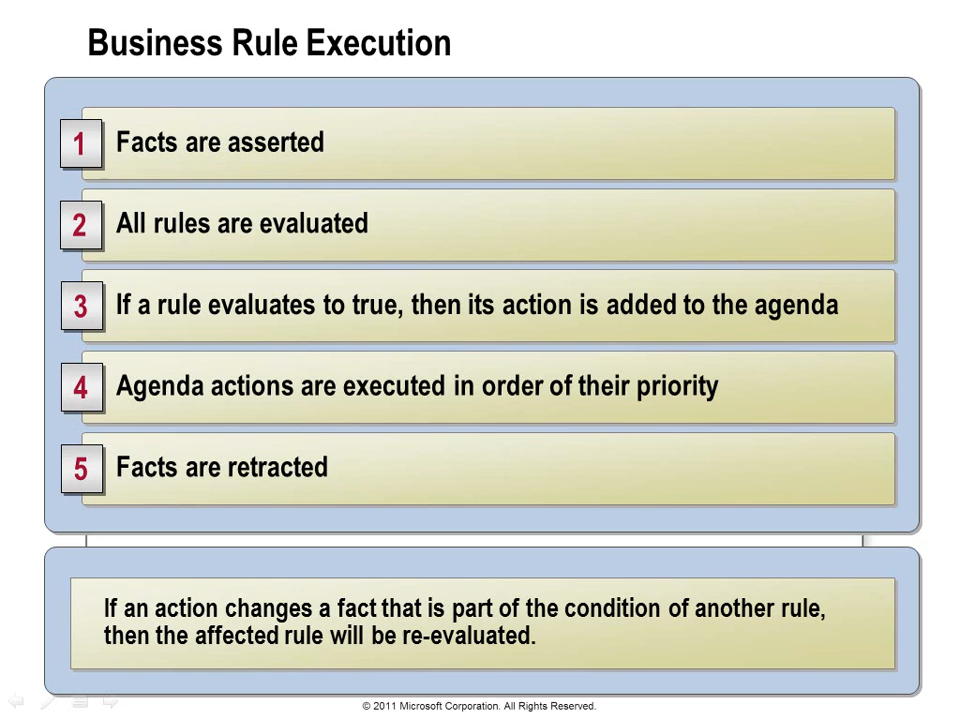 Business Rule Execution
1 Facts are asserted
2 All rules are evaluated
3 If a rule evaluates to true, then its action is added to the agenda
4 Agenda actions are executed in order of their priority
5 Facts are retracted
If an action changes a fact that is part of the condition of another rule,
then the affected rule will be re-evaluated.
© 2011 Microsoft Corporation. All Rights Reserved.